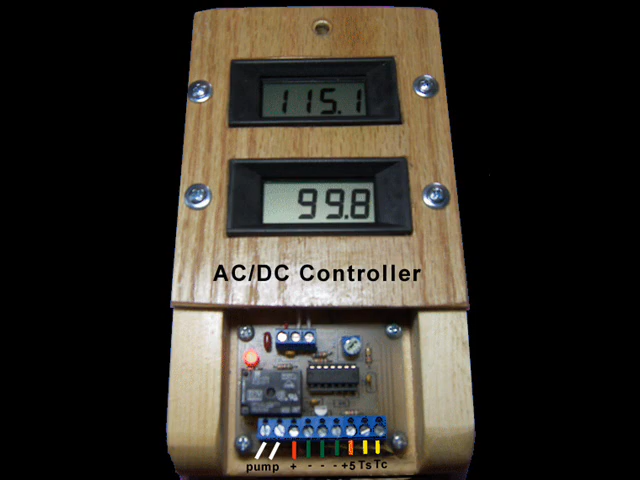 115.1
99.8
AC/DC Controller
pump + - - - +5 Ts Tc